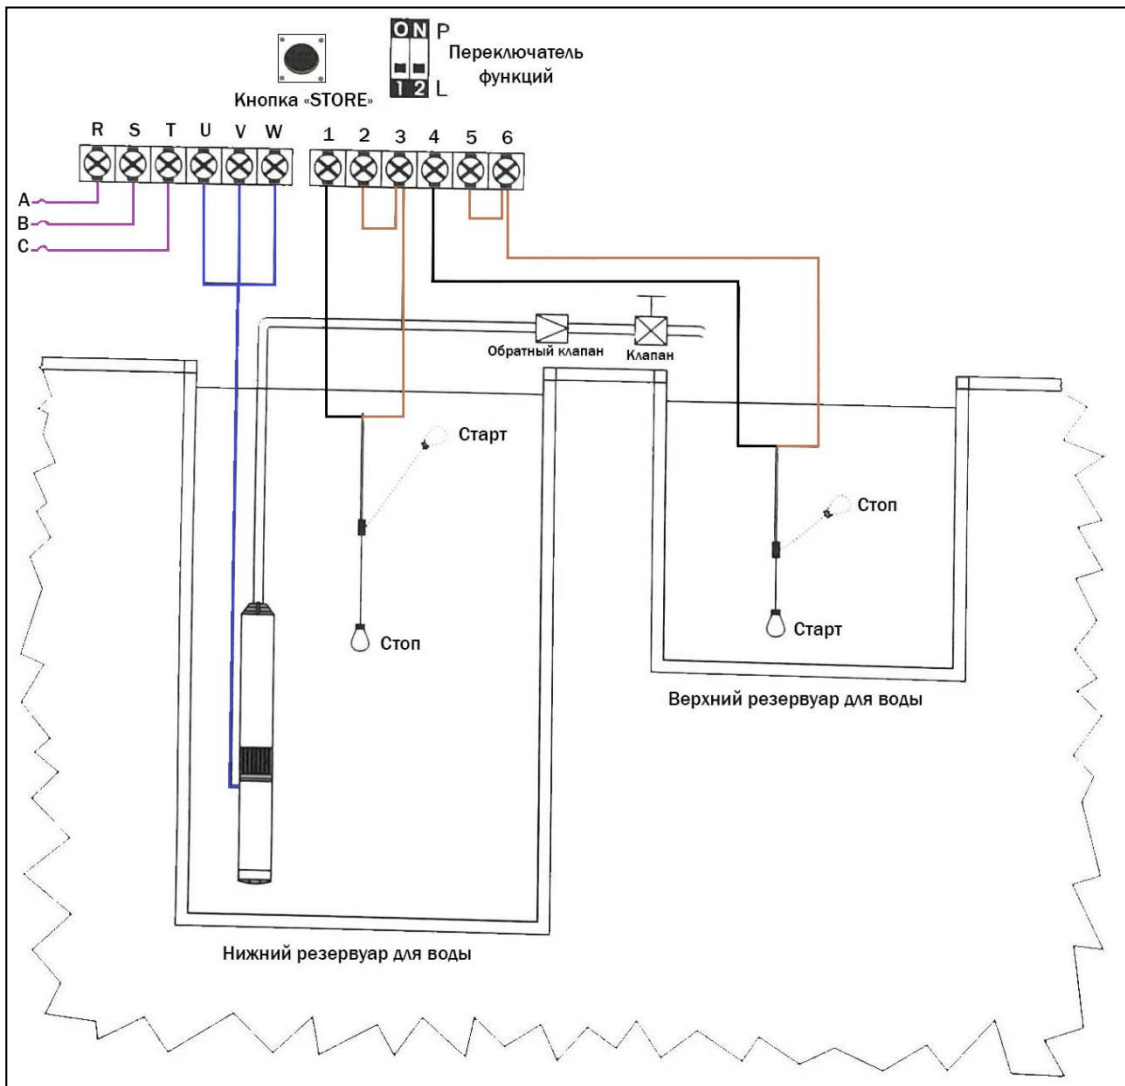 ON P
Переключатель
функций
1 2 L
Кнопка «STORE»
R S T U V W 1 2 3 4 5 6
A
B
C
Обратный клапан
Клапан
Старт
Стоп
Стоп
Старт
Верхний резервуар для воды
Нижний резервуар для воды